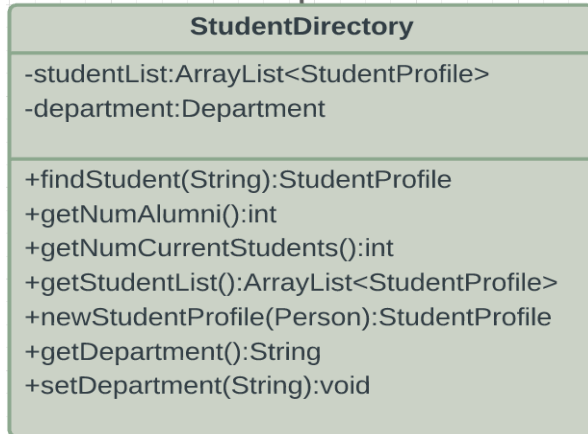 StudentDirectory
-studentList:ArrayList<StudentProfile>
-department:Department
+findStudent(String):StudentProfile
+getNumAlumni():int
+getNumCurrentStudents():int
+getStudentList():ArrayList<StudentProfile>
+newStudentProfile(Person):StudentProfile
+getDepartment():String
+setDepartment(String):void